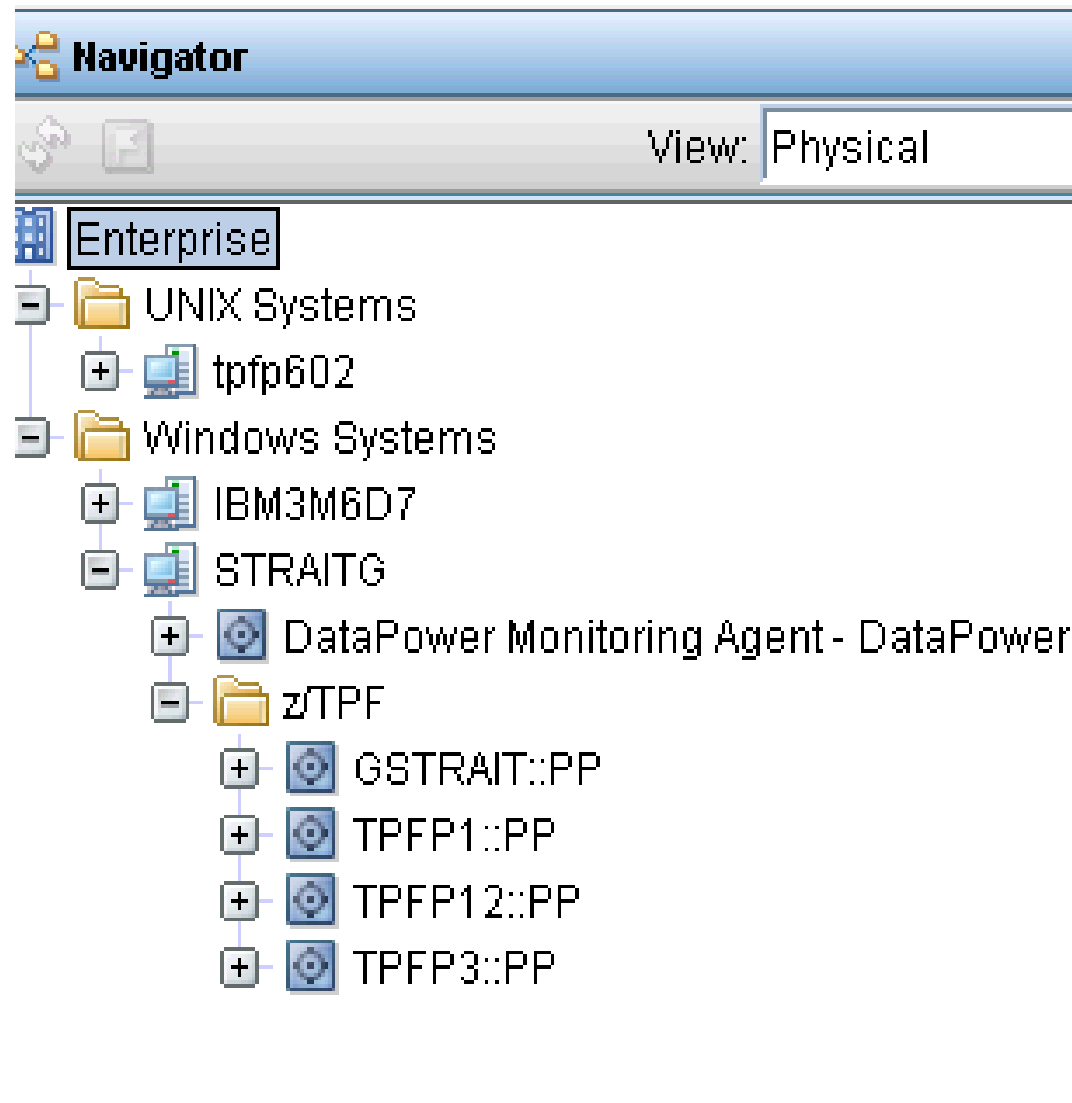 Navigator
View: Physical
Enterprise
UNIX Systems
tpfp602
Windows Systems
IBM3M6D7
STRAITG
DataPower Monitoring Agent - DataPower
z/TPF
GSTRAIT::PP
TPFP1::PP
TPFP12::PP
TPFP3::PP